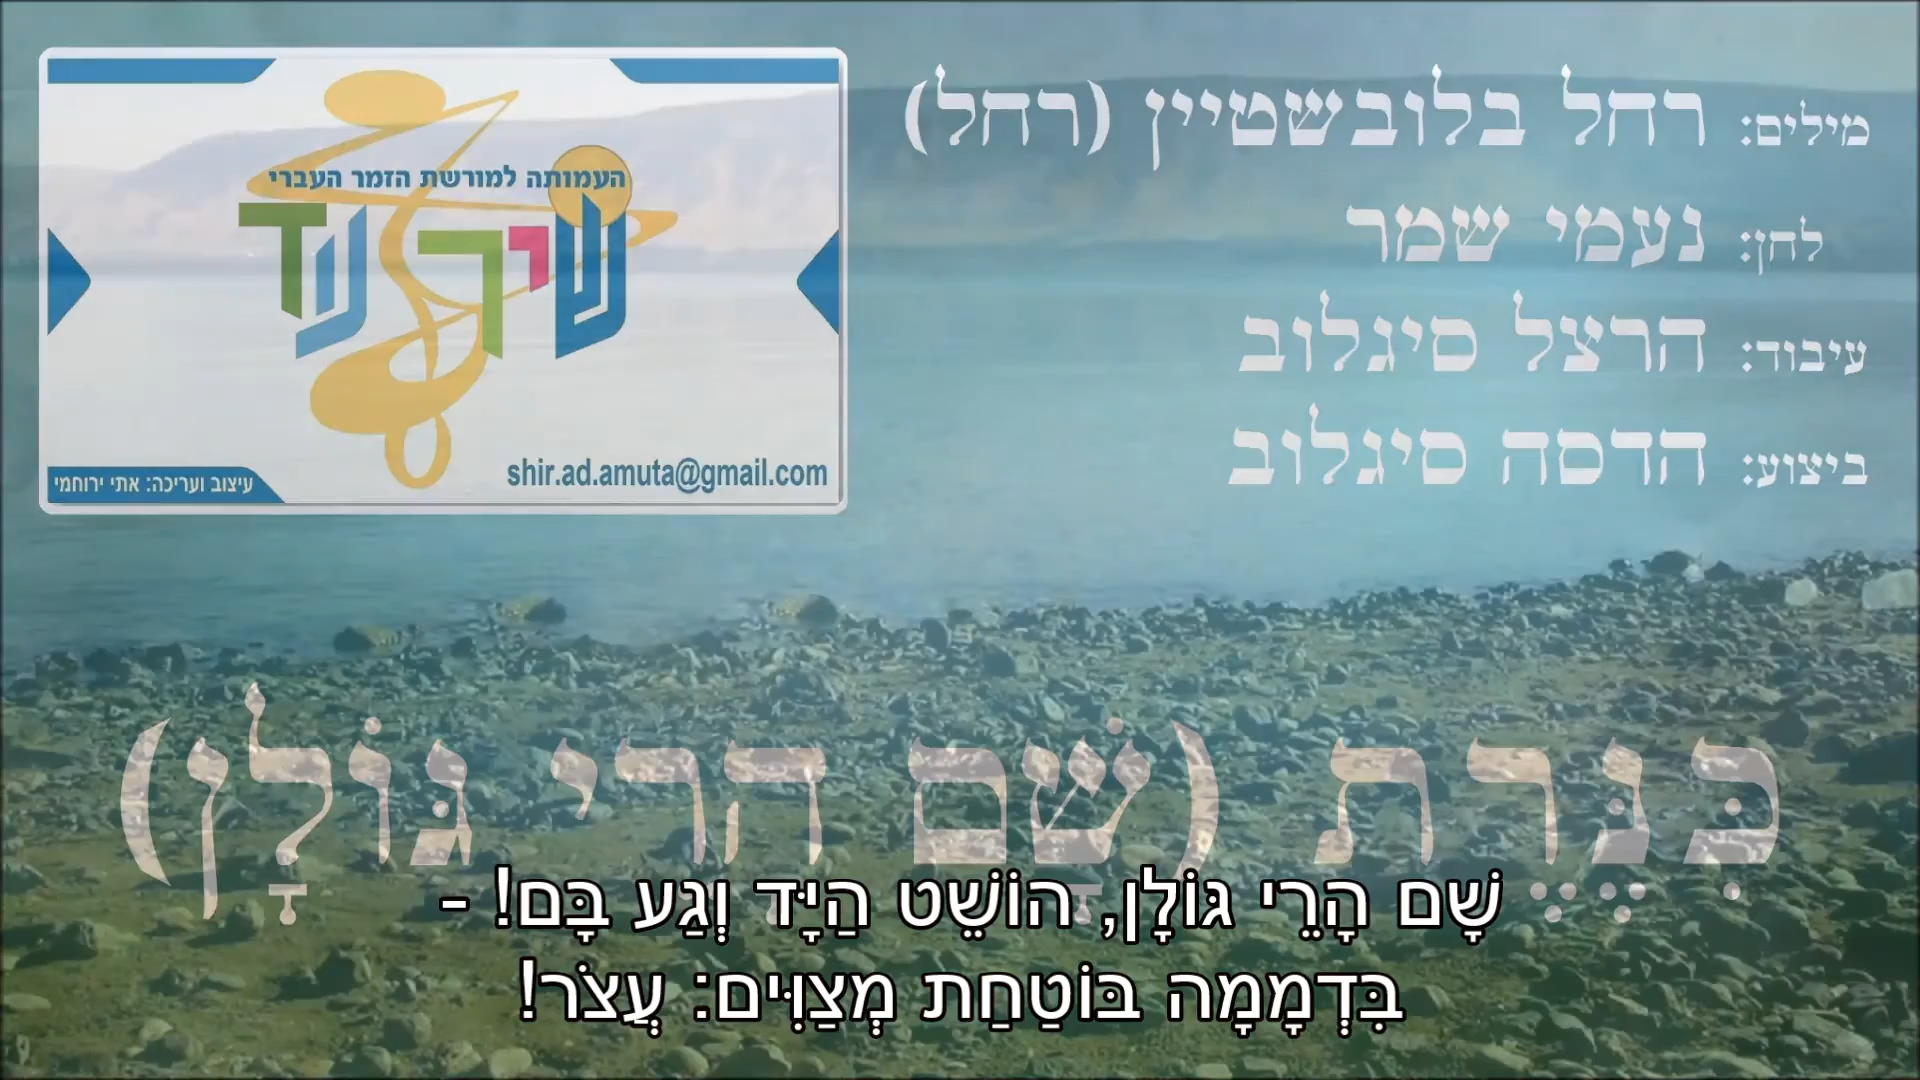 מילים: רחל בלובשטיין (רחל)
לחן: נעמי שמר
עיבוד: הרצל סיגלוב
ביצוע: הדסה סיגלוב
העמותה למורשת הזמר העברי
שיר עד
shir.ad.amuta@gmail.com
עיצוב ועריכה: אתי ירוחמי
כִּנֶּרֶת (שָׁם הרי גּוֹלָן)
שָׁם הָרֵי גּוֹלָן, הוֹשֵׁט הַיָּד וְגַע בָּם! -
בִּדְמָמָה בּוֹטַחַת מְצַוִּים: עֲצֹר!